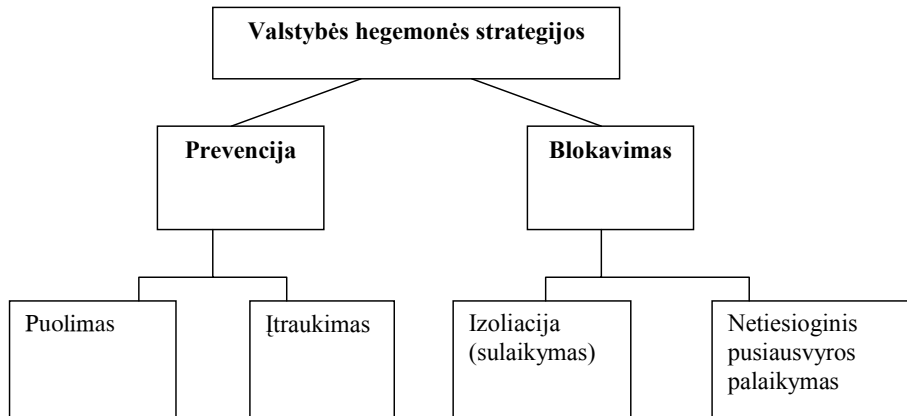 Valstybės hegemonės strategijos
Prevencija
Blokavimas
Puolimas
Įtraukimas
Izoliacija
(sulaikymas)
Netiesioginis
pusiausvyros
palaikymas